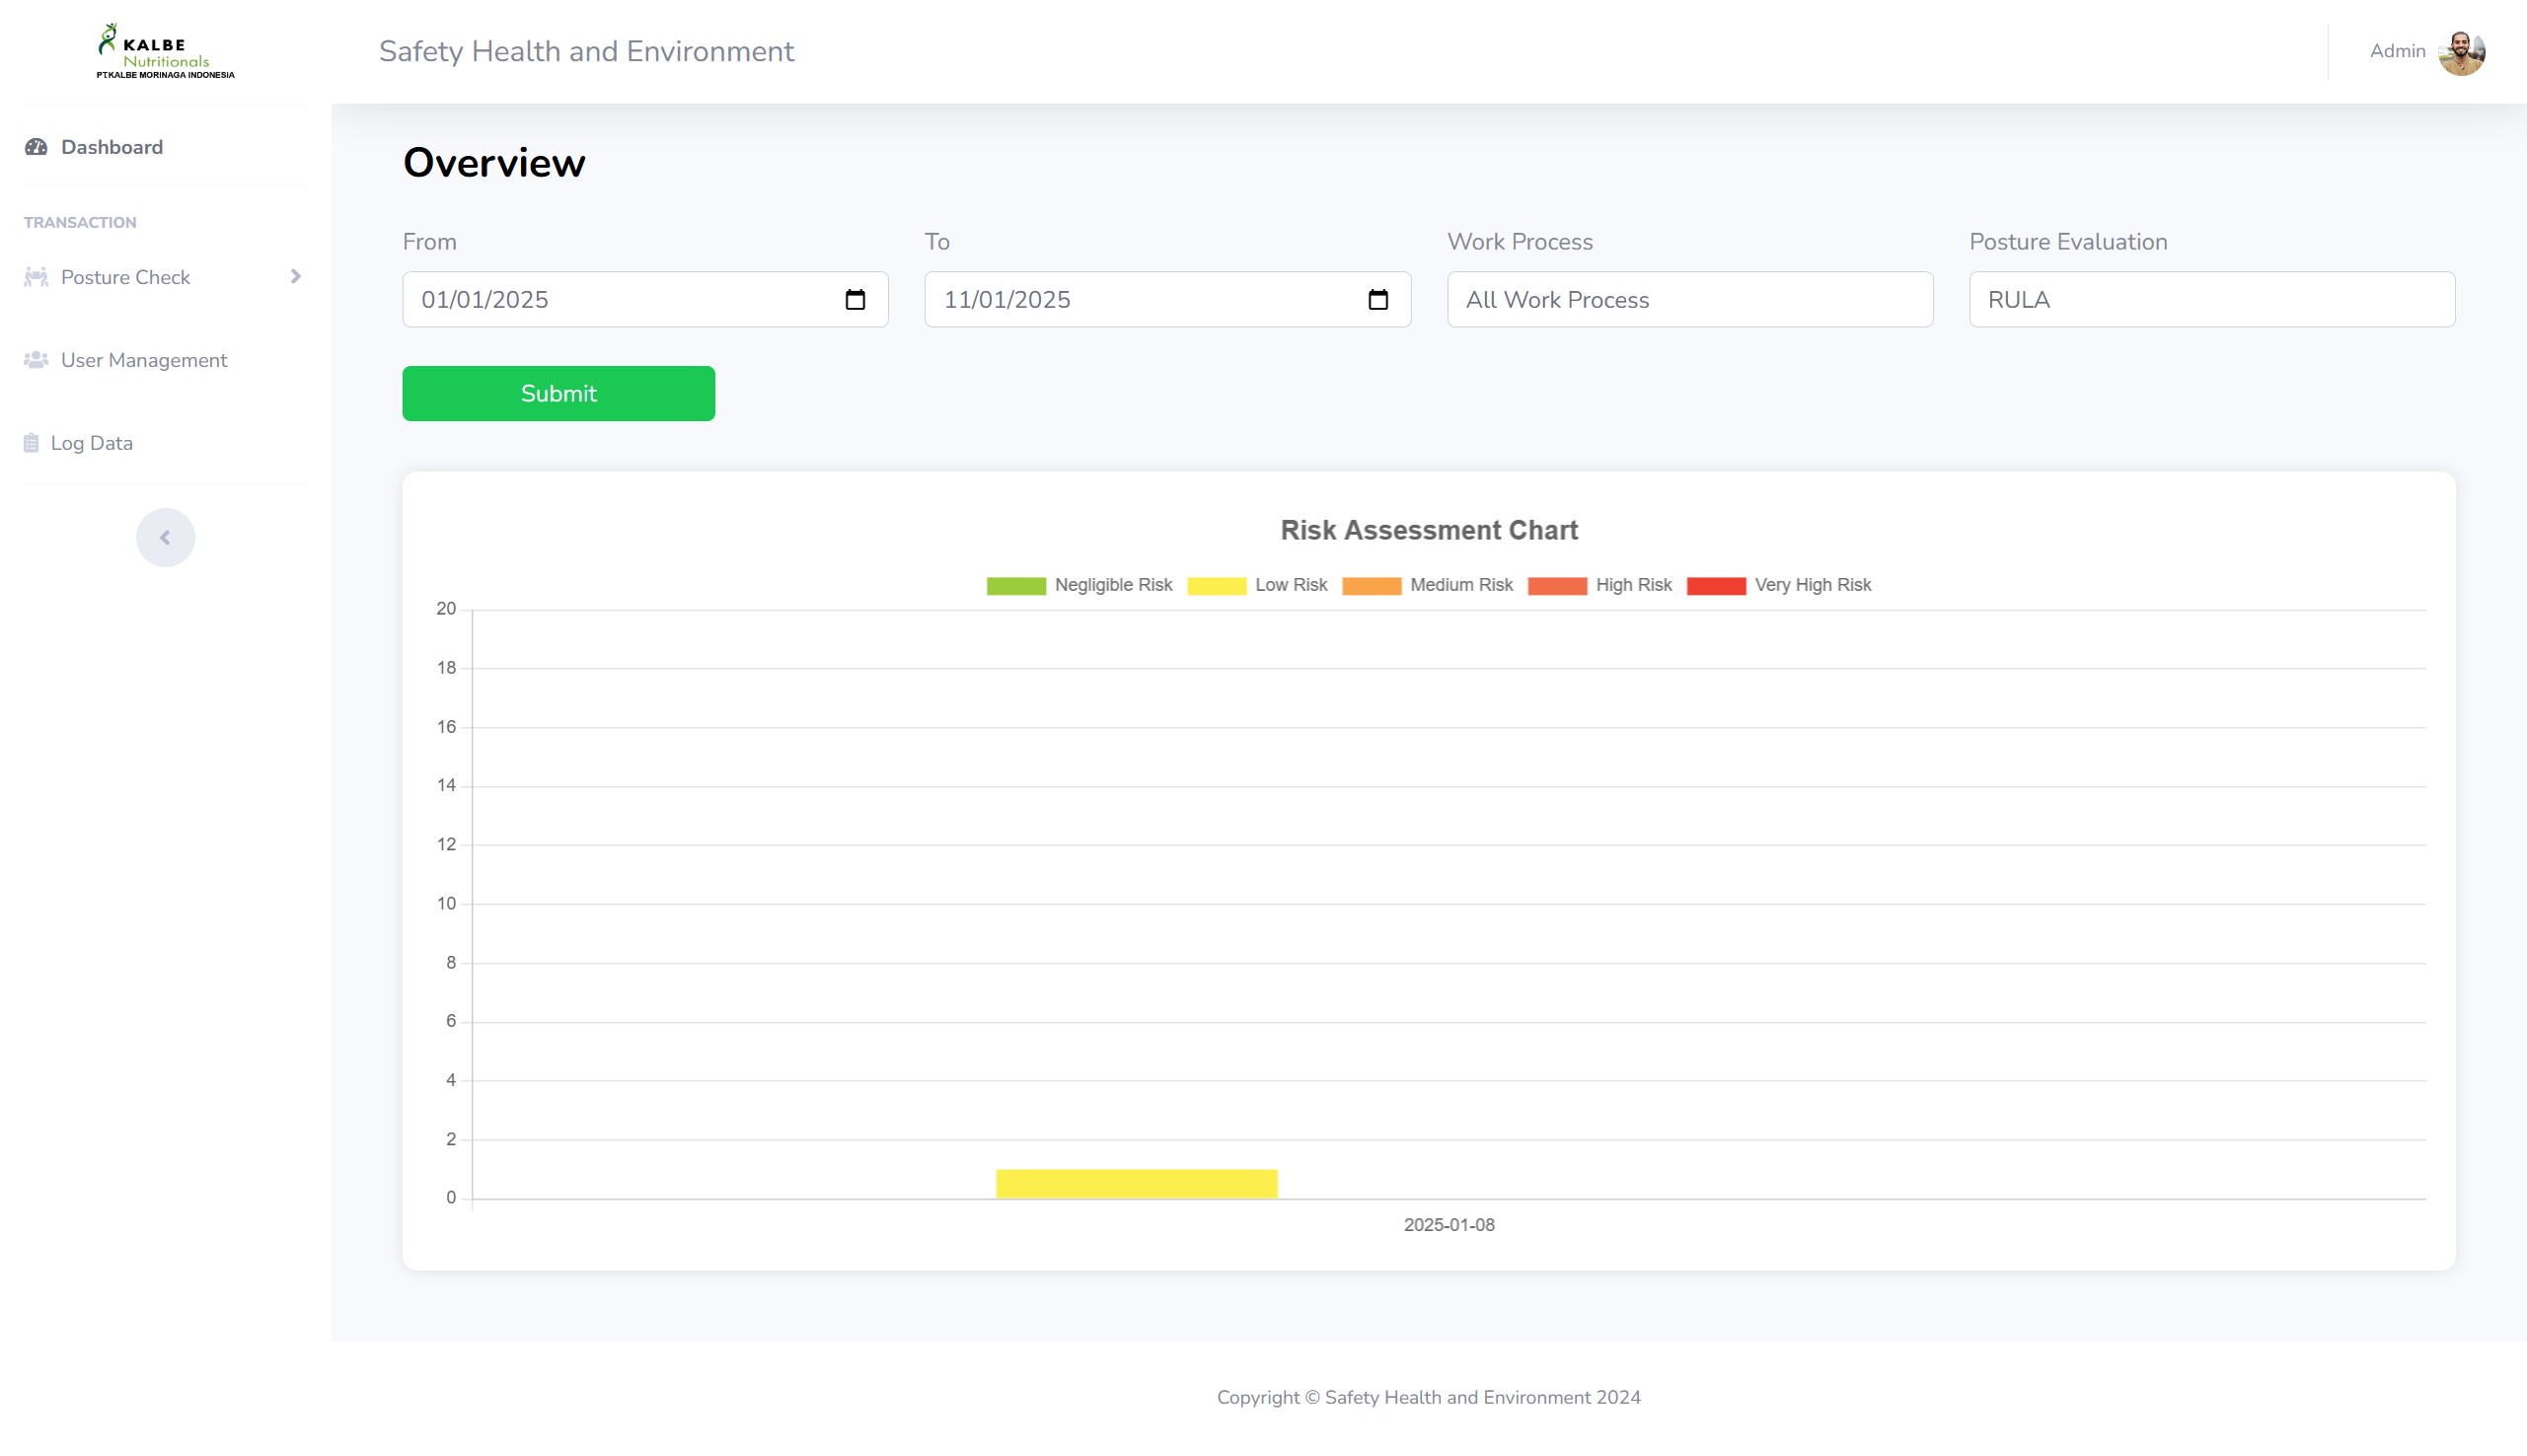 KALBE
Nutritionals
PT.KALBE MORINAGA INDONESIA
Safety Health and Environment
Admin
Dashboard
TRANSACTION
Posture Check
User Management
Log Data
Overview
From
To
Work Process
Posture Evaluation
01/01/2025
11/01/2025
All Work Process
RULA
Submit
Risk Assessment Chart
Negligible Risk
Low Risk
Medium Risk
High Risk
Very High Risk
20
18
16
14
12
10
8
6
4
2
0
2025-01-08
Copyright © Safety Health and Environment 2024